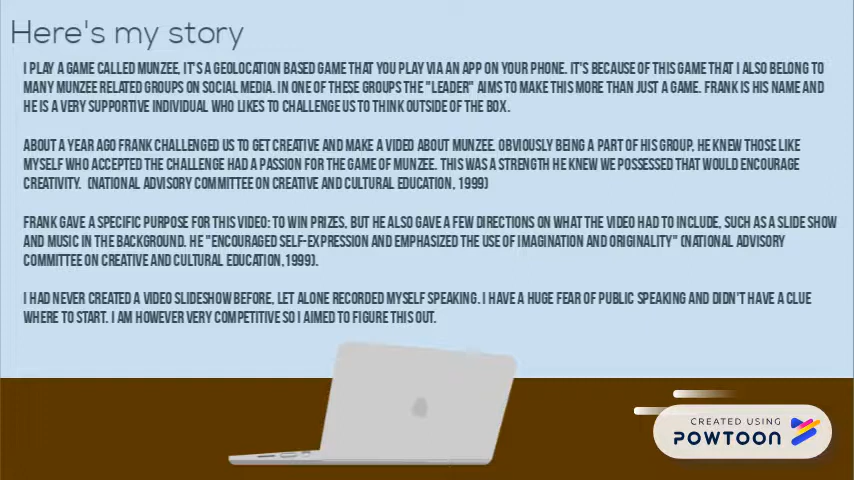 Here's my story
I PLAY A GAME CALLED MUNZEE, IT'S A GEOLOCATION BASED GAME THAT YOU PLAY VIA AN APP ON YOUR PHONE. IT'S BECAUSE OF THIS GAME THAT I ALSO BELONG TO
MANY MUNZEE RELATED GROUPS ON SOCIAL MEDIA. IN ONE OF THESE GROUPS THE "LEADER" AIMS TO MAKE THIS MORE THAN JUST A GAME. FRANK IS HIS NAME AND
HE IS A VERY SUPPORTIVE INDIVIDUAL WHO LIKES TO CHALLENGE US TO THINK OUTSIDE OF THE BOX.
ABOUT A YEAR AGO FRANK CHALLENGED US TO GET CREATIVE AND MAKE A VIDEO ABOUT MUNZEE. OBVIOUSLY BEING A PART OF HIS GROUP, HE KNEW THOSE LIKE
MYSELF WHO ACCEPTED THE CHALLENGE HAD A PASSION FOR THE GAME OF MUNZEE. THIS WAS A STRENGTH HE KNEW WE POSSESSED THAT WOULD ENCOURAGE
CREATIVITY. (NATIONAL ADVISORY COMMITTEE ON CREATIVE AND CULTURAL EDUCATION, 1999)
FRANK GAVE A SPECIFIC PURPOSE FOR THIS VIDEO: TO WIN PRIZES, BUT HE ALSO GAVE A FEW DIRECTIONS ON WHAT THE VIDEO HAD TO INCLUDE, SUCH AS A SLIDE SHOW
AND MUSIC IN THE BACKGROUND. HE "ENCOURAGED SELF-EXPRESSION AND EMPHASIZED THE USE OF IMAGINATION AND ORIGINALITY" (NATIONAL ADVISORY
COMMITTEE ON CREATIVE AND CULTURAL EDUCATION,1999).
I HAD NEVER CREATED A VIDEO SLIDESHOW BEFORE, LET ALONE RECORDED MYSELF SPEAKING. I HAVE A HUGE FEAR OF PUBLIC SPEAKING AND DIDN'T HAVE A CLUE
WHERE TO START. I AM HOWEVER VERY COMPETITIVE SO I AIMED TO FIGURE THIS OUT.
CREATED USING
POWTOON